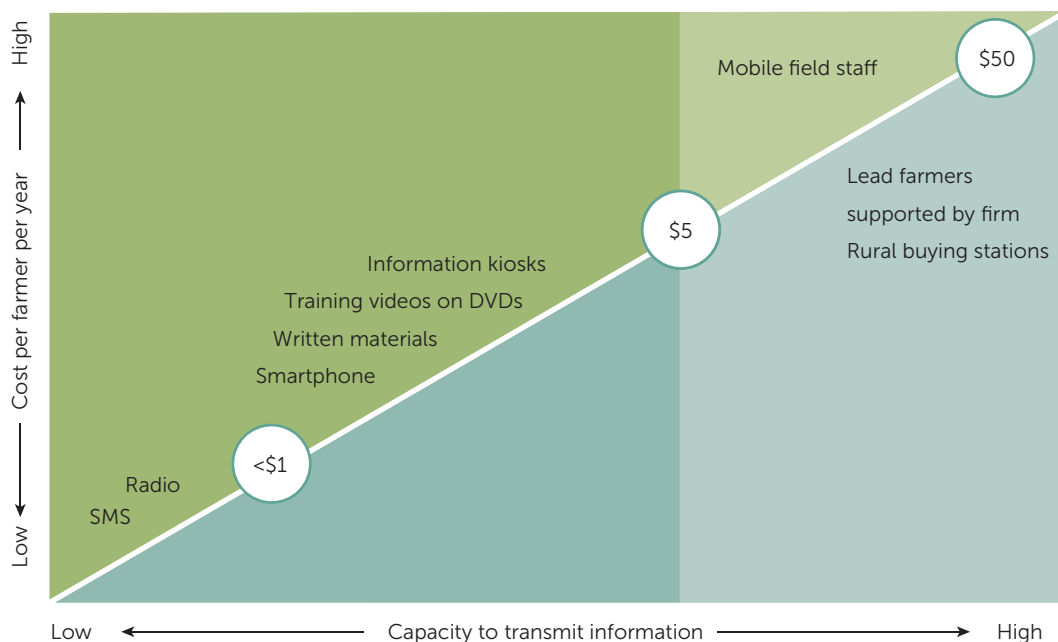 High
Cost per farmer per year
Low
Mobile field staff
$50
Lead farmers
supported by firm
Rural buying stations
$5
Information kiosks
Training videos on DVDs
Written materials
Smartphone
<$1
Radio
SMS
Low
Capacity to transmit information
High